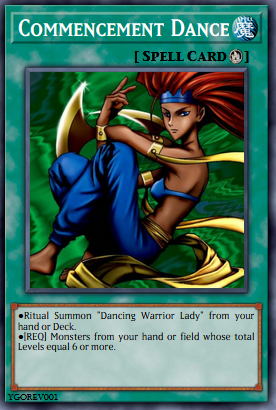 COMMENCEMENT DANCE
[ SPELL CARD ]
●Ritual Summon "Dancing Warrior Lady" from your
hand or Deck.
●[REQ] Monsters from your hand or field whose total
Levels equal 6 or more.
YGOREV001